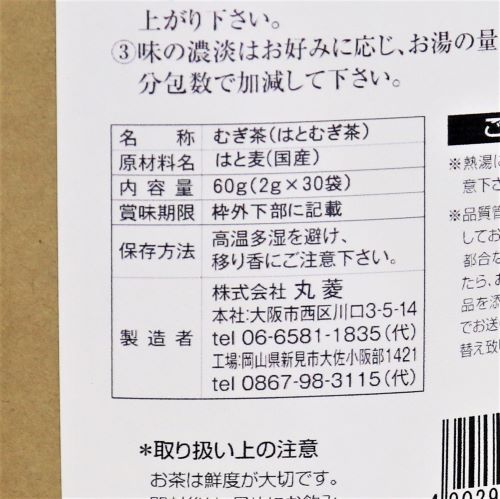 上がり下さい。
③味の濃淡はお好みに応じ、お湯の量
分包数で加減して下さい。
名称 むぎ茶(はとむぎ茶)
原材料名 はと麦(国産)
内容量 60g(2g×30袋)
賞味期限 枠外下部に記載
保存方法 高温多湿を避け、
移り香にご注意下さい。
製造者 株式会社 丸菱
本社:大阪市西区川口3-5-14
tel 06-6581-1835(代)
工場:岡山県新見市大佐小阪部1421
tel 0867-98-3115(代)
*取り扱い上の注意
お茶は鮮度が大切です。
※熱湯に
意下さ
※品質管
してお
都合な
たら、お
品を添
でお送
替え致